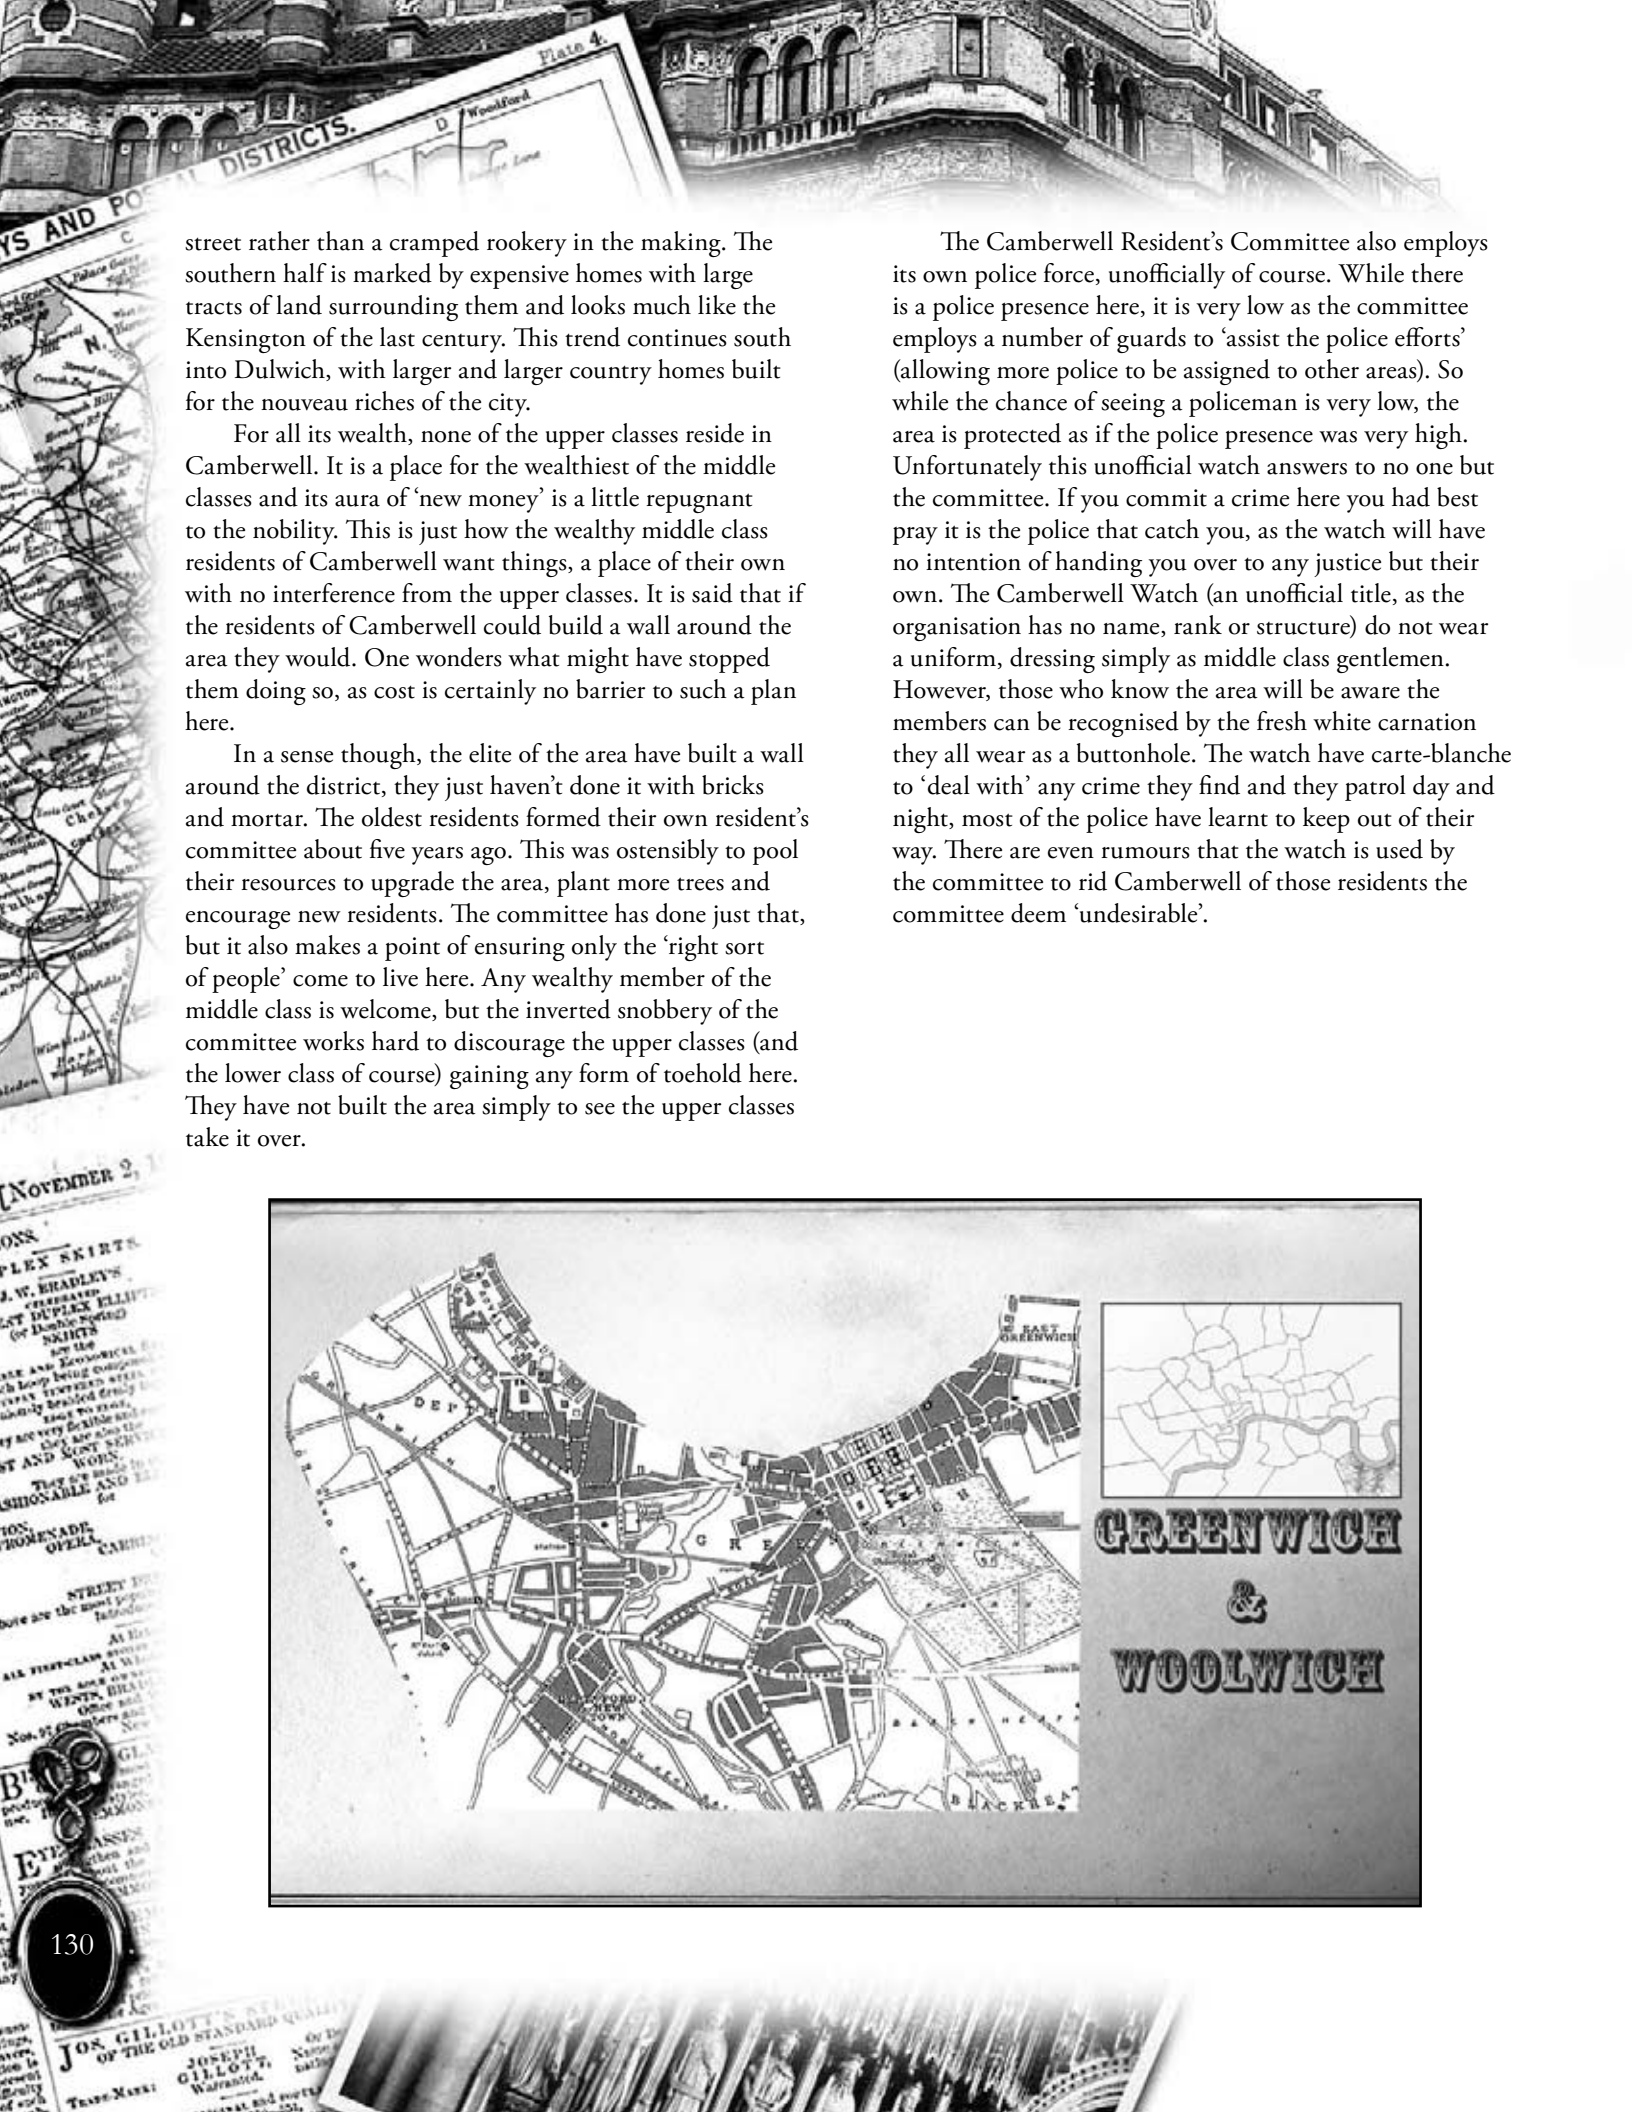 Plate 4.
DISTRICTS.
D
Woodford
YS AND PO
C
N.
street rather than a cramped rookery in the making. The
southern half is marked by expensive homes with large
tracts of land surrounding them and looks much like the
Kensington of the last century. This trend continues south
into Dulwich, with larger and larger country homes built
for the nouveau riches of the city.
For all its wealth, none of the upper classes reside in
Camberwell. It is a place for the wealthiest of the middle
classes and its aura of ‘new money’ is a little repugnant
to the nobility. This is just how the wealthy middle class
residents of Camberwell want things, a place of their own
with no interference from the upper classes. It is said that if
the residents of Camberwell could build a wall around the
area they would. One wonders what might have stopped
them doing so, as cost is certainly no barrier to such a plan
here.
In a sense though, the elite of the area have built a wall
around the district, they just haven’t done it with bricks
and mortar. The oldest residents formed their own resident’s
committee about five years ago. This was ostensibly to pool
their resources to upgrade the area, plant more trees and
encourage new residents. The committee has done just that,
but it also makes a point of ensuring only the ‘right sort
of people’ come to live here. Any wealthy member of the
middle class is welcome, but the inverted snobbery of the
committee works hard to discourage the upper classes (and
the lower class of course) gaining any form of toehold here.
They have not built the area simply to see the upper classes
take it over.
The Camberwell Resident’s Committee also employs
its own police force, unofficially of course. While there
is a police presence here, it is very low as the committee
employs a number of guards to ‘assist the police efforts’
(allowing more police to be assigned to other areas). So
while the chance of seeing a policeman is very low, the
area is protected as if the police presence was very high.
Unfortunately this unofficial watch answers to no one but
the committee. If you commit a crime here you had best
pray it is the police that catch you, as the watch will have
no intention of handing you over to any justice but their
own. The Camberwell Watch (an unofficial title, as the
organisation has no name, rank or structure) do not wear
a uniform, dressing simply as middle class gentlemen.
However, those who know the area will be aware the
members can be recognised by the fresh white carnation
they all wear as a buttonhole. The watch have carte-blanche
to ‘deal with’ any crime they find and they patrol day and
night, most of the police have learnt to keep out of their
way. There are even rumours that the watch is used by
the committee to rid Camberwell of those residents the
committee deem ‘undesirable’.
[NOVEMBER 2,
PLEX SKIRTS
J. W. BRADLEY'S
SKIRTS
EAST
GREENWICH
DEPTFORD
NEW
TOWN
GREENWICH
&
WOOLWICH
130
JOS. GILLOTT'S
OF THE OLD STANDARD QUALITY
JOSEPH
GILLOTT,
Warranted.
TRADE MARK: